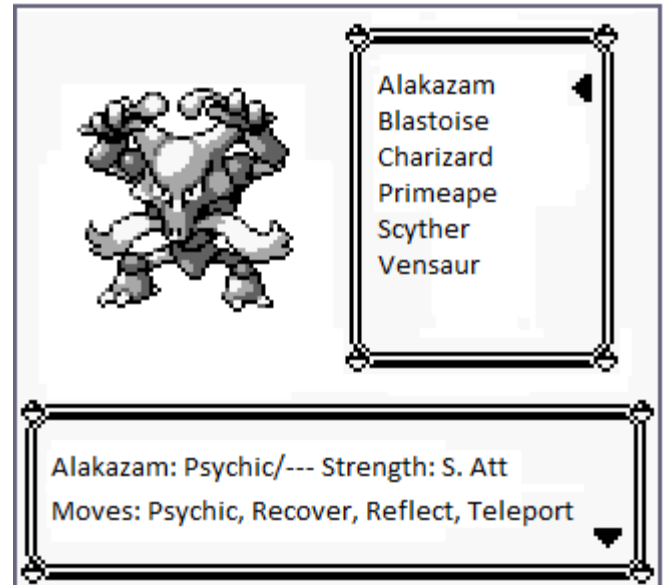 Alakazam
Blastoise
Charizard
Primeape
Scyther
Vensaur
Alakazam: Psychic/--- Strength: S. Att
Moves: Psychic, Recover, Reflect, Teleport